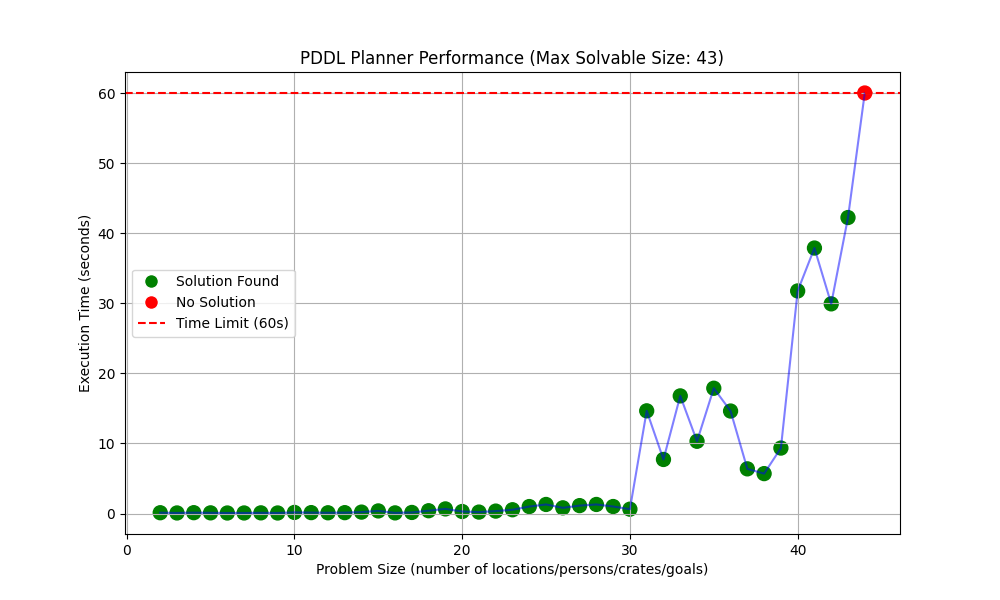 PDDL Planner Performance (Max Solvable Size: 43)
60
50
40
30
20
10
0
Execution Time (seconds)
Solution Found
No Solution
Time Limit (60s)
0 10 20 30 40
Problem Size (number of locations/persons/crates/goals)